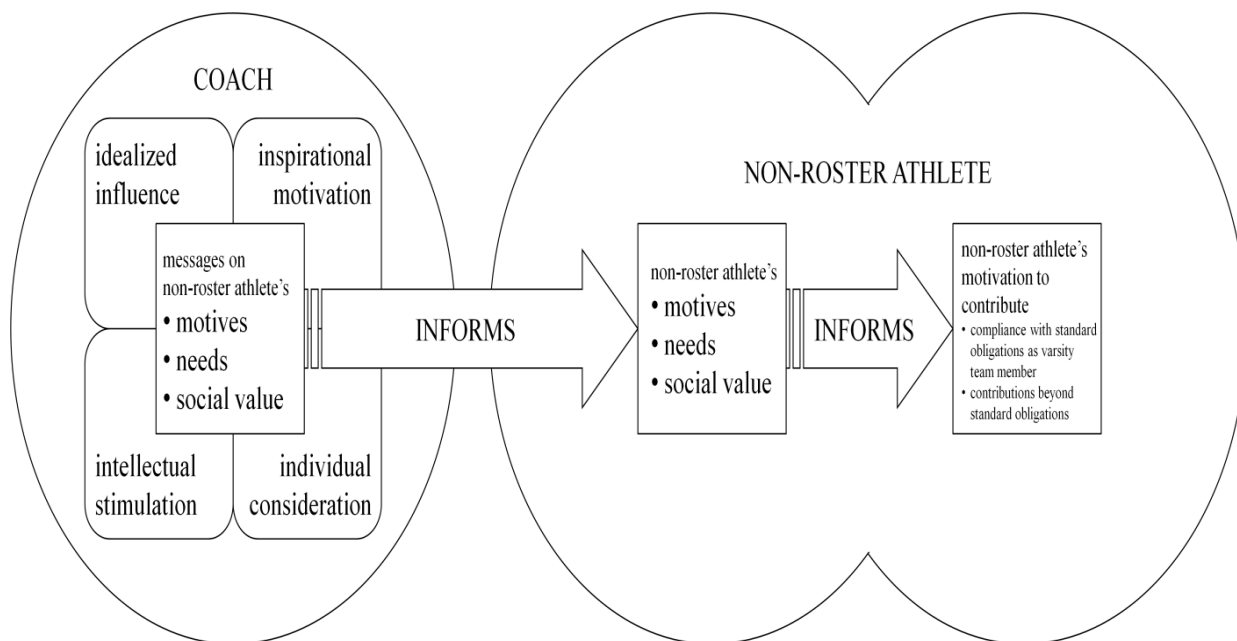 COACH
idealized
influence
inspirational
motivation
messages on
non-roster athlete's
• motives
• needs
• social value
intellectual
stimulation
individual
consideration
INFORMS
NON-ROSTER ATHLETE
non-roster athlete's
• motives
• needs
• social value
INFORMS
non-roster athlete's
motivation to
contribute
• compliance with standard
obligations as varsity
team member
• contributions beyond
standard obligations